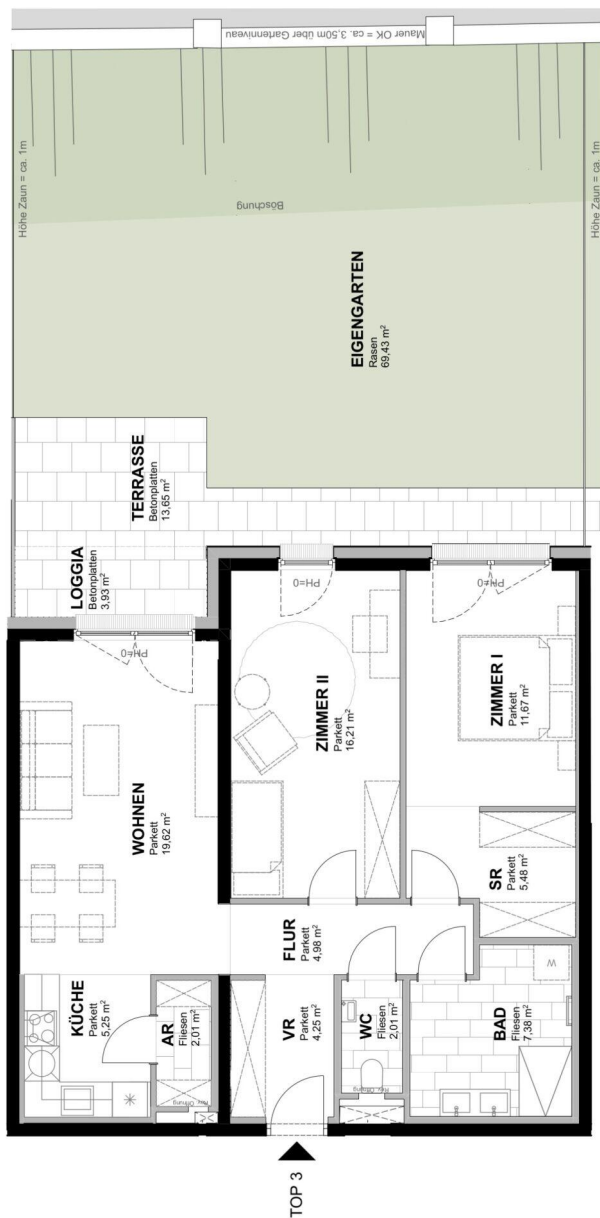 Mauer OK = ca. 3,50m über Gartenniveau
Höhe Zaun = ca. 1m
Höhe Zaun = ca. 1m
Böschung
EIGENGARTEN
Rasen
69,43 m²
TERRASSE
Betonplatten
13,65 m²
LOGGIA
Betonplatten
3,93 m²
PH=0
PH=0
PH=0
WOHNEN
Parkett
19,62 m²
ZIMMER II
Parkett
16,21 m²
ZIMMER I
Parkett
11,67 m²
SR
Parkett
5,48 m²
FLUR
Parkett
4,98 m²
KÜCHE
Parkett
5,25 m²
AR
Fliesen
2,01 m²
Rev. Öffnung
VR
Parkett
4,25 m²
WC
Fliesen
2,01 m²
Rev. Öffnung
BAD
Fliesen
7,38 m²
W
TOP 3